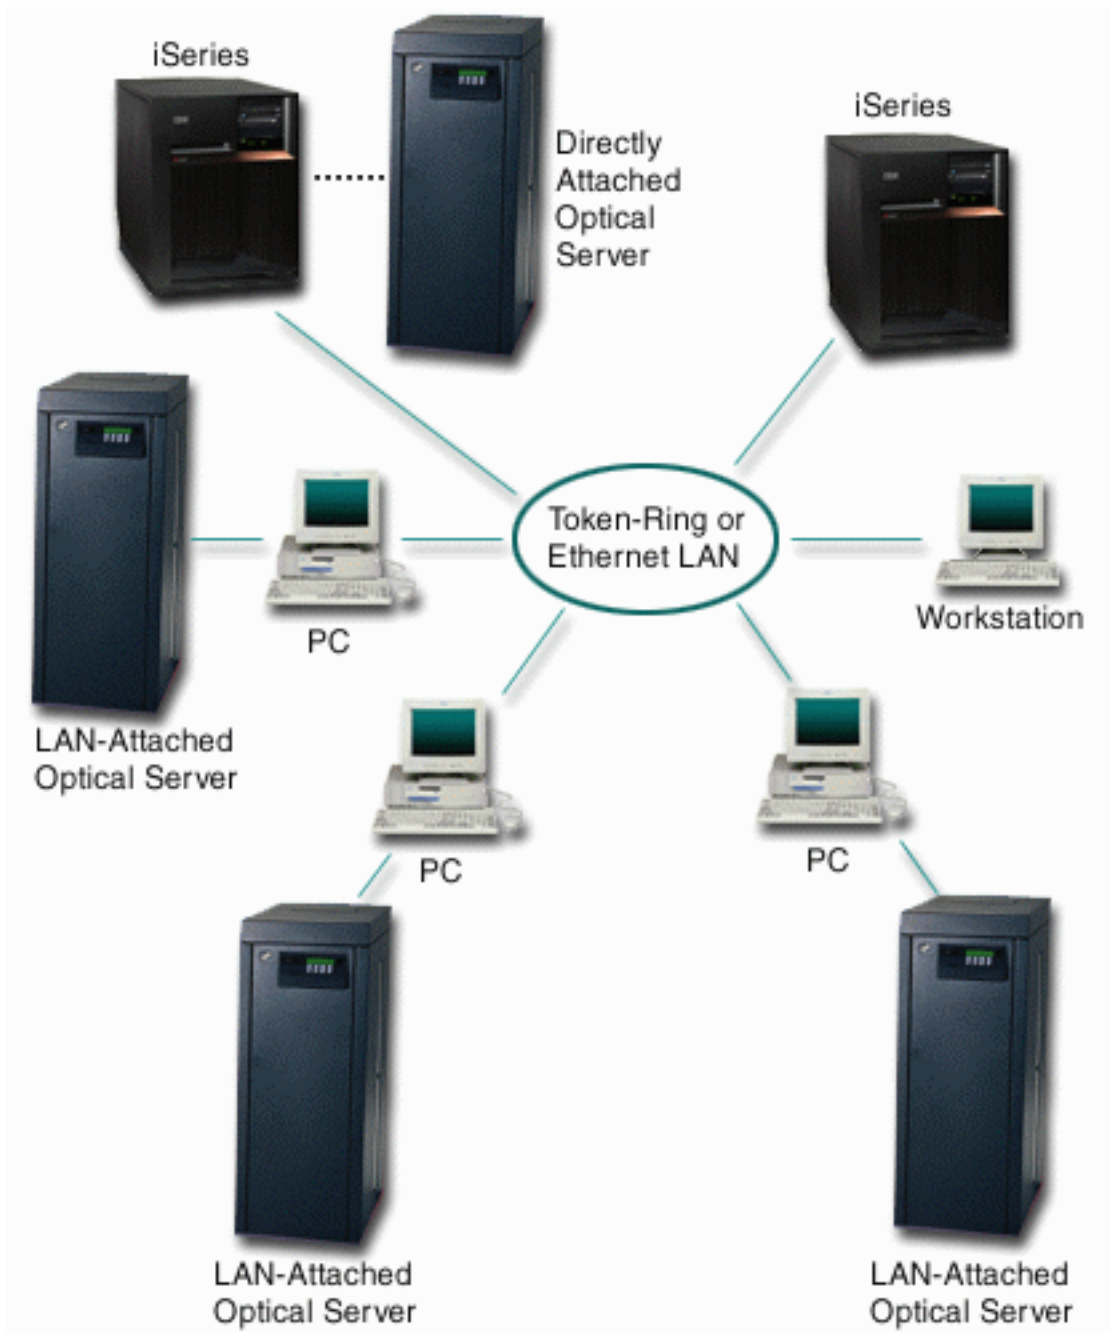 iSeries
Directly
Attached
Optical
Server
iSeries
Token-Ring or
Ethernet LAN
PC
Workstation
LAN-Attached
Optical Server
PC
PC
LAN-Attached
Optical Server
LAN-Attached
Optical Server